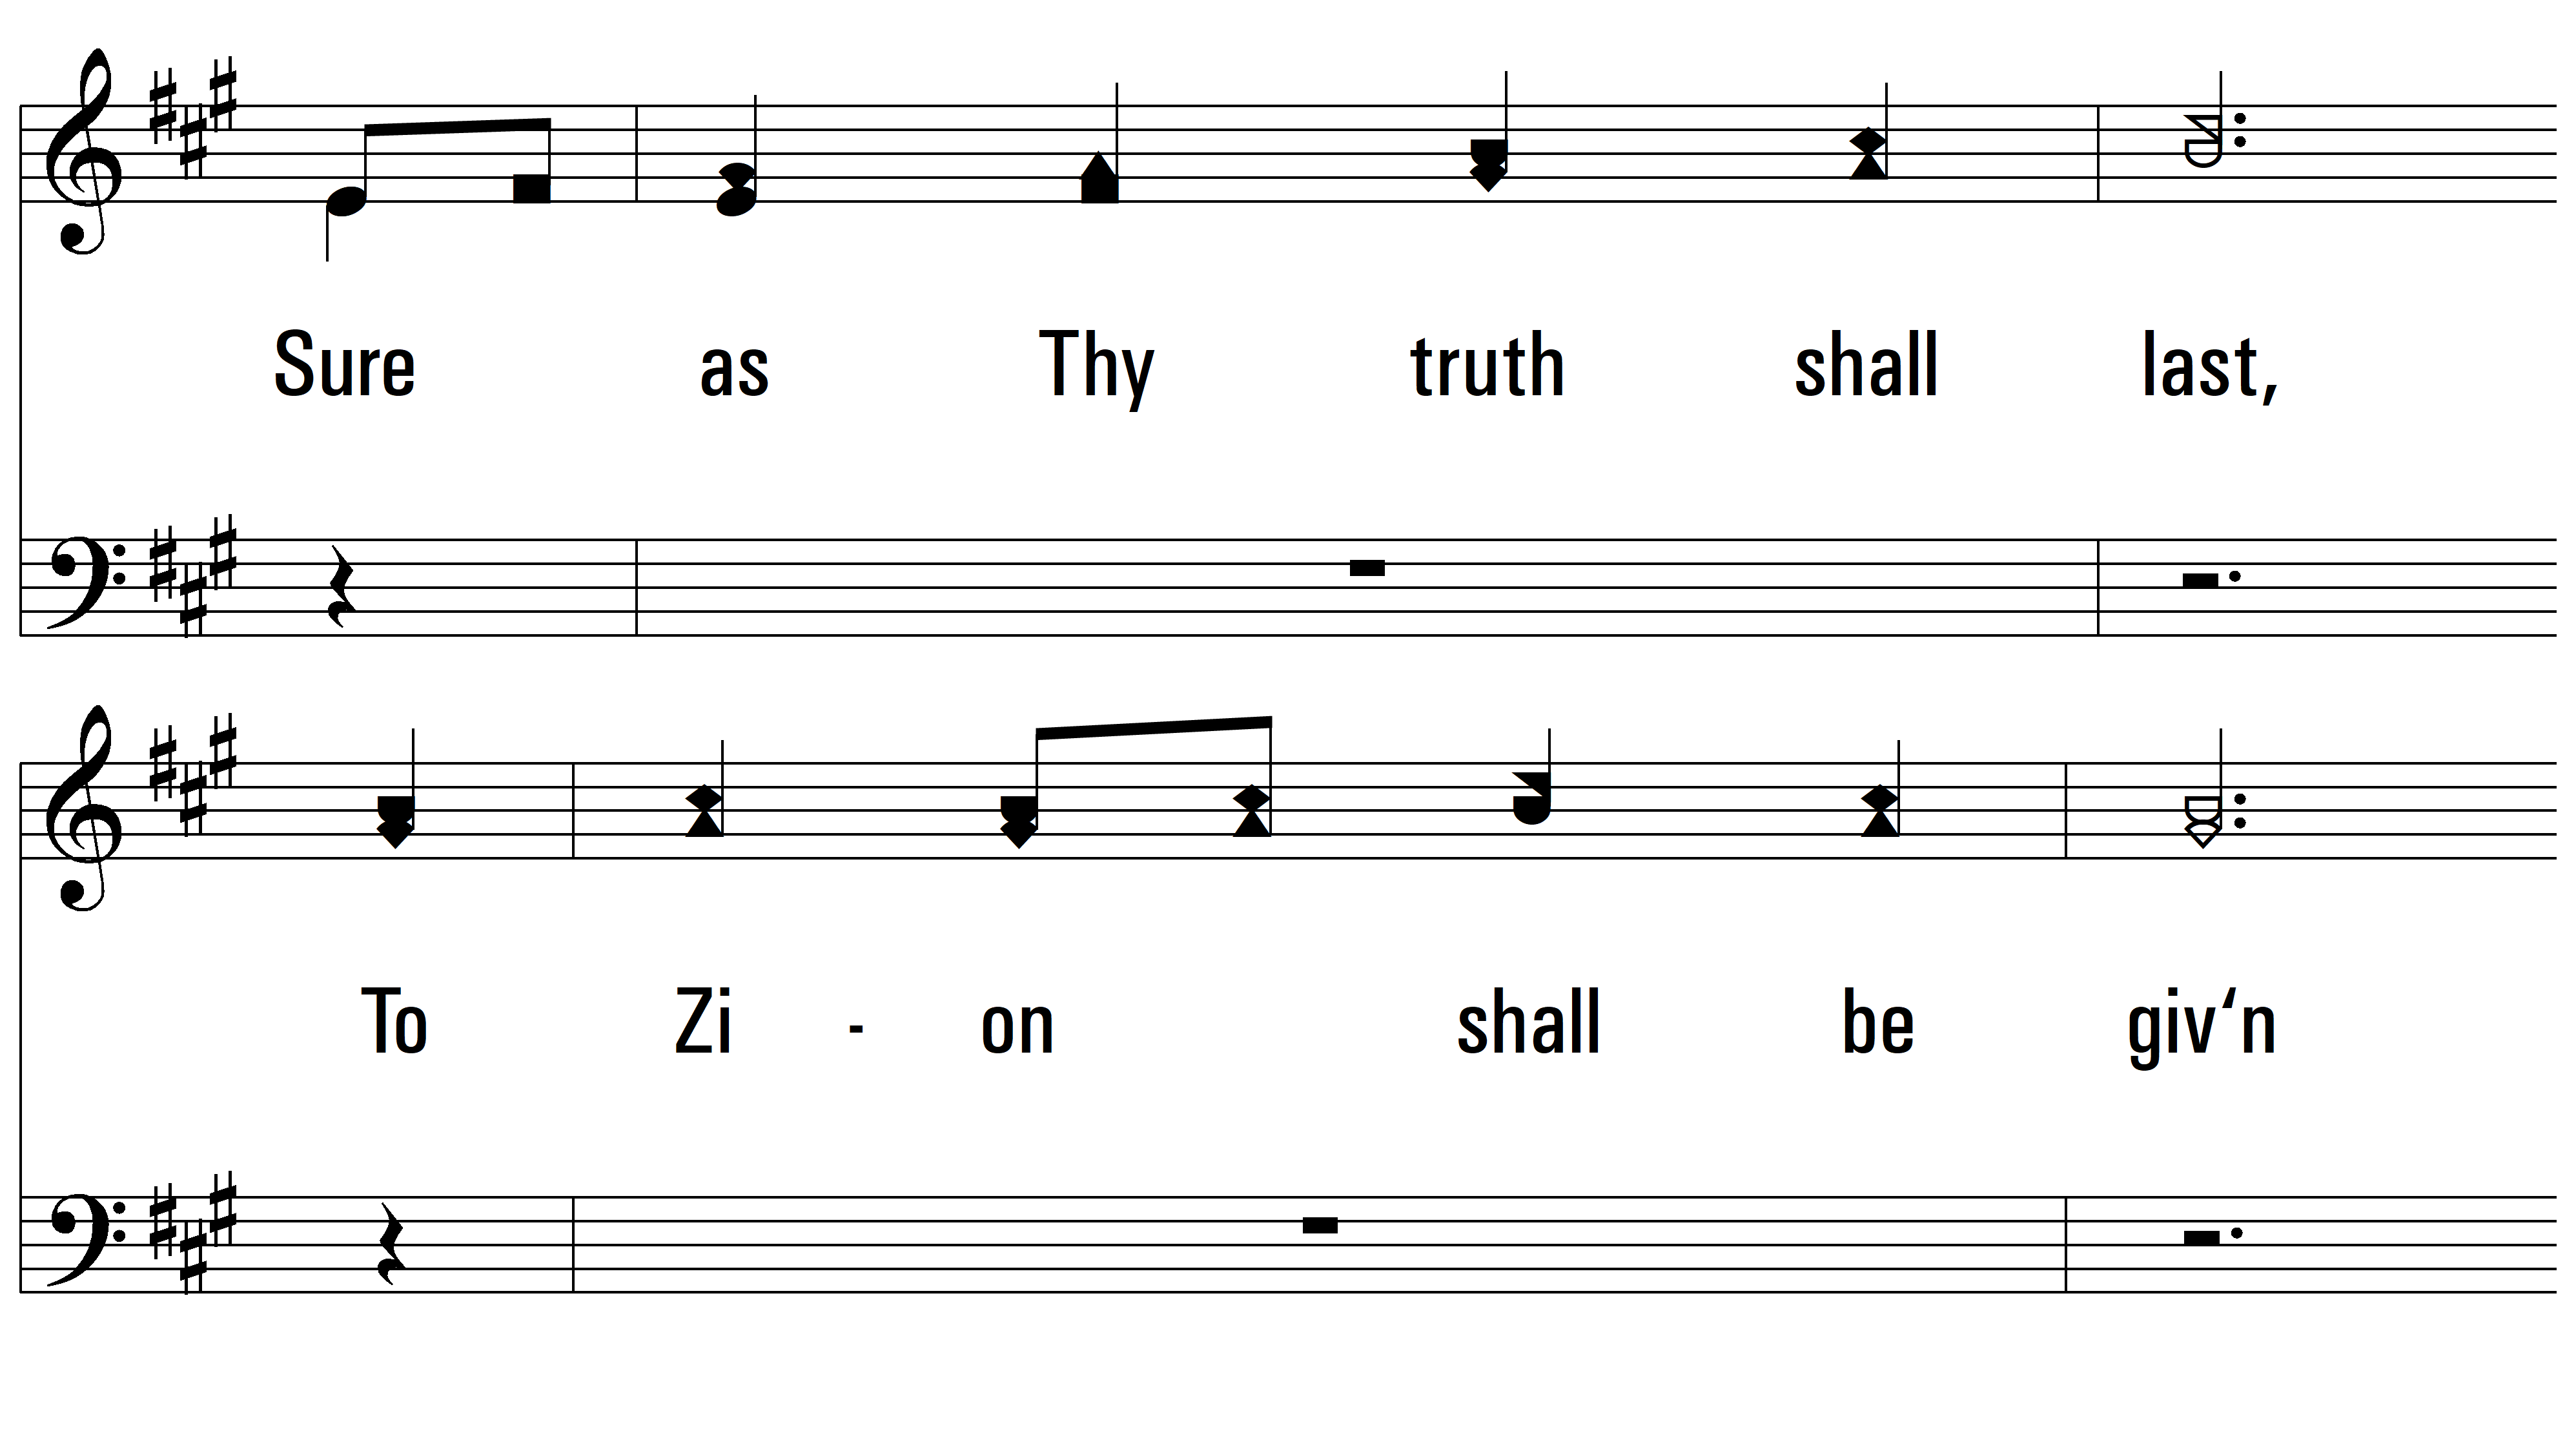 Sure as Thy truth shall last,
To Zi - on shall be giv‘n